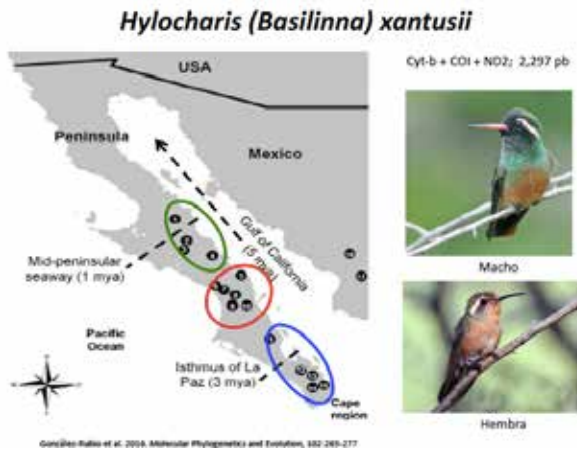 Hylocharis (Basilinna) xantusii
Cyt-b + COI + ND2; 2,297 pb
USA
Peninsula
Mexico
Gulf of California
(5 mya)
Mid-peninsular
seaway (1 mya)
Pacific
Ocean
Isthmus of La
Paz (3 mya)
Cape
region
Macho
Hembra
González-Rubio et al. 2016. Molecular Phylogenetics and Evolution, 102:265-277